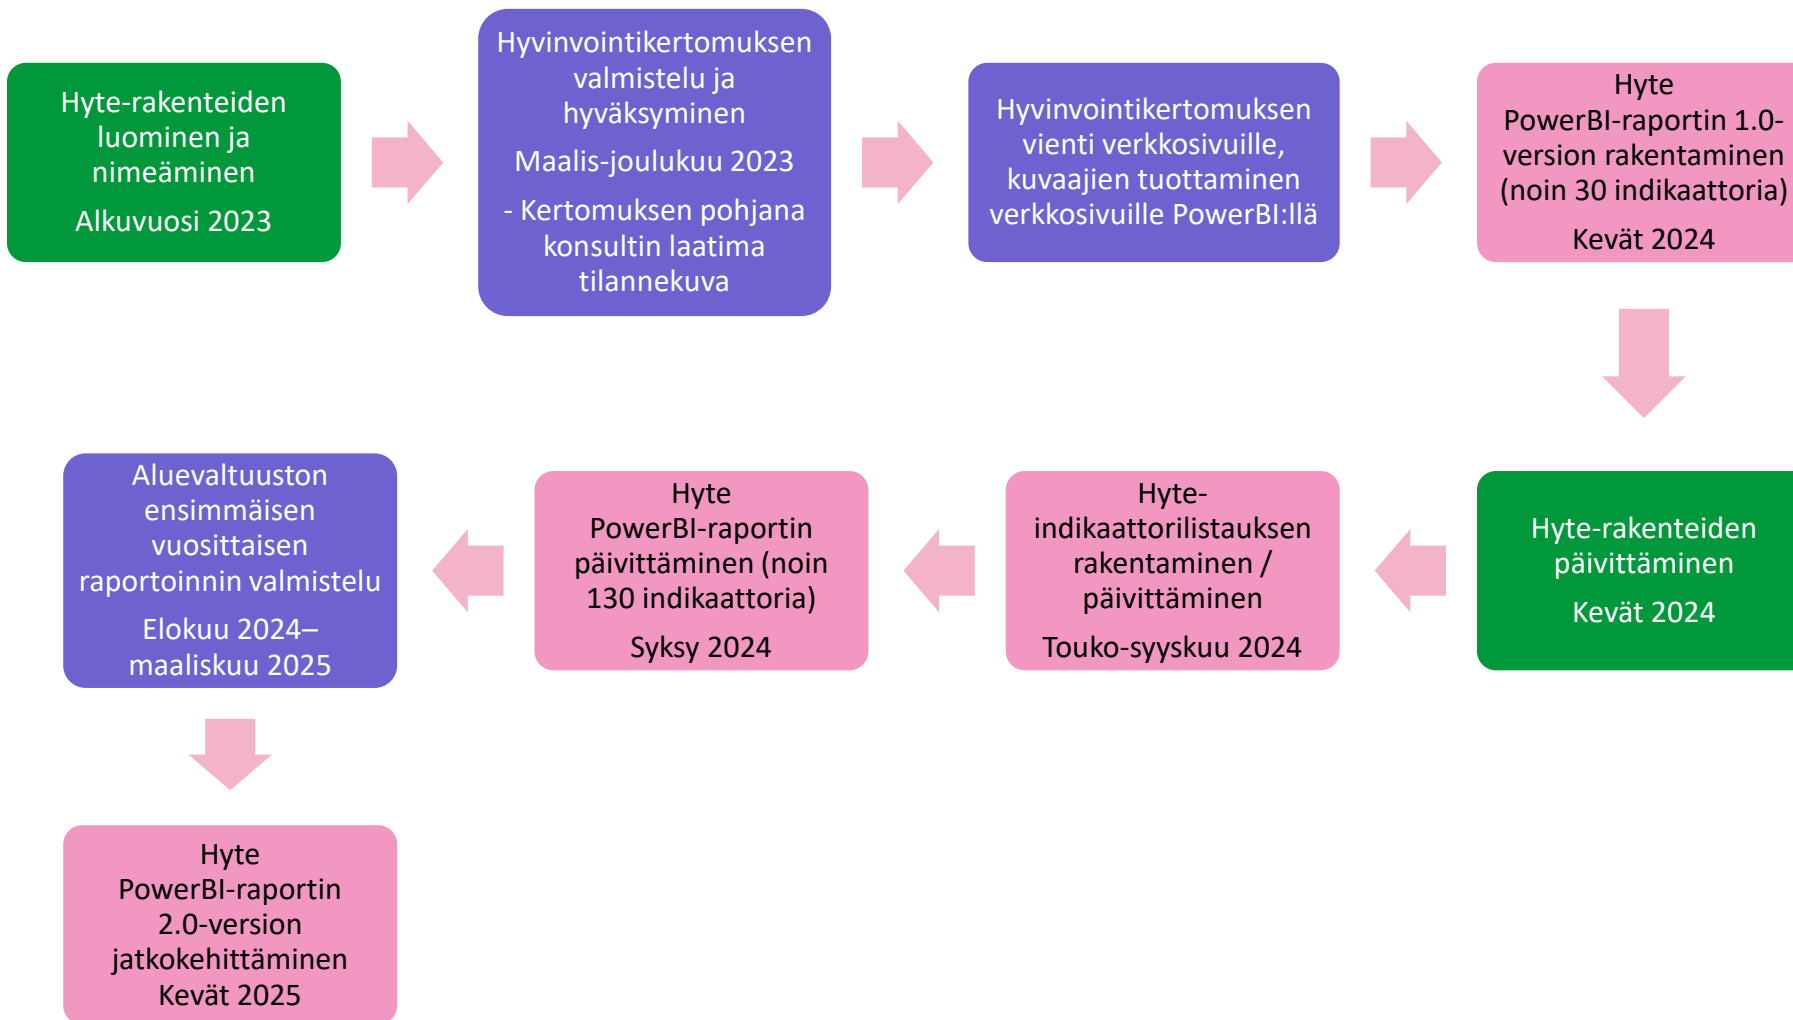 Hyte-rakenteiden
luominen ja
nimeäminen
Alkuvuosi 2023
Hyvinvointikertomuksen
valmistelu ja
hyväksyminen
Maalis-joulukuu 2023
- Kertomuksen pohjana
konsultin laatima
tilannekuva
Hyvinvointikertomuksen
vienti verkkosivuille,
kuvaajien tuottaminen
verkkosivuille PowerBI:llä
Hyte
PowerBI-raportin 1.0-
version rakentaminen
(noin 30 indikaattoria)
Kevät 2024
Hyte-rakenteiden
päivittäminen
Kevät 2024
Hyte-
indikaattorilistauksen
rakentaminen /
päivittäminen
Touko-syyskuu 2024
Hyte
PowerBI-raportin
päivittäminen (noin
130 indikaattoria)
Syksy 2024
Aluevaltuuston
ensimmäisen
vuosittaisen
raportoinnin valmistelu
Elokuu 2024–
maaliskuu 2025
Hyte
PowerBI-raportin
2.0-version
jatkokehittäminen
Kevät 2025